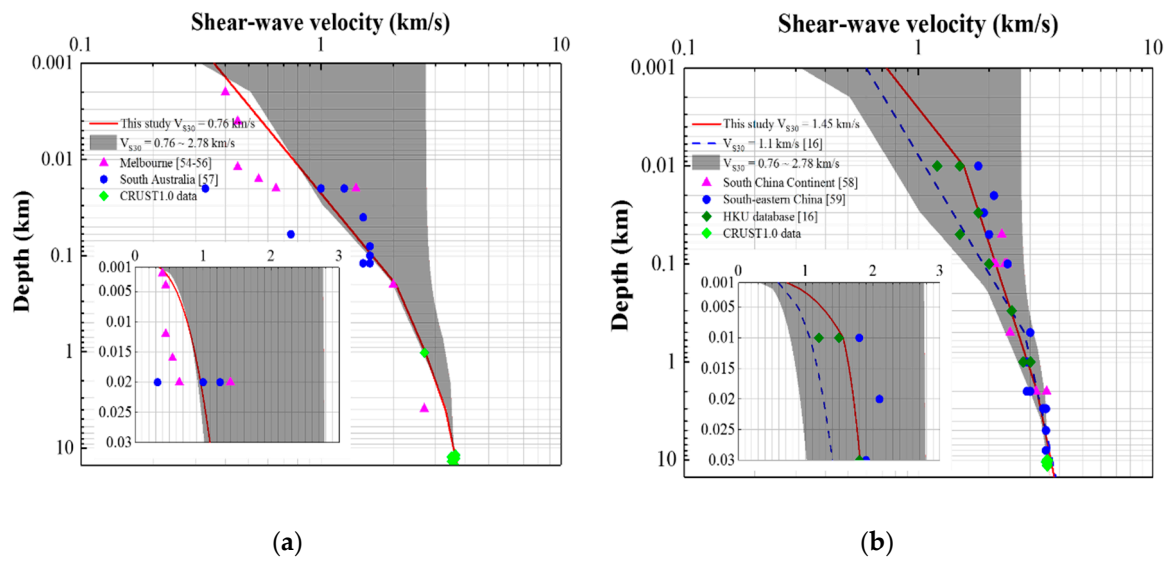 Shear-wave velocity (km/s)
0.1 1 10
0.001
0.01
0.1
1
10
Depth (km)
This study VS30 = 0.76 km/s
VS30 = 0.76 ~ 2.78 km/s
Melbourne [54-56]
South Australia [57]
CRUST1.0 data
0 1 2 3
0.001
0.005
0.01
0.015
0.02
0.025
0.03
(a)
Shear-wave velocity (km/s)
0.1 1 10
0.001
0.01
0.1
1
10
Depth (km)
This study VS30 = 1.45 km/s
VS30 = 1.1 km/s [16]
VS30 = 0.76 ~ 2.78 km/s
South China Continent [58]
South-eastern China [59]
HKU database [16]
CRUST1.0 data
0 1 2 3
0.001
0.005
0.01
0.015
0.02
0.025
0.03
(b)